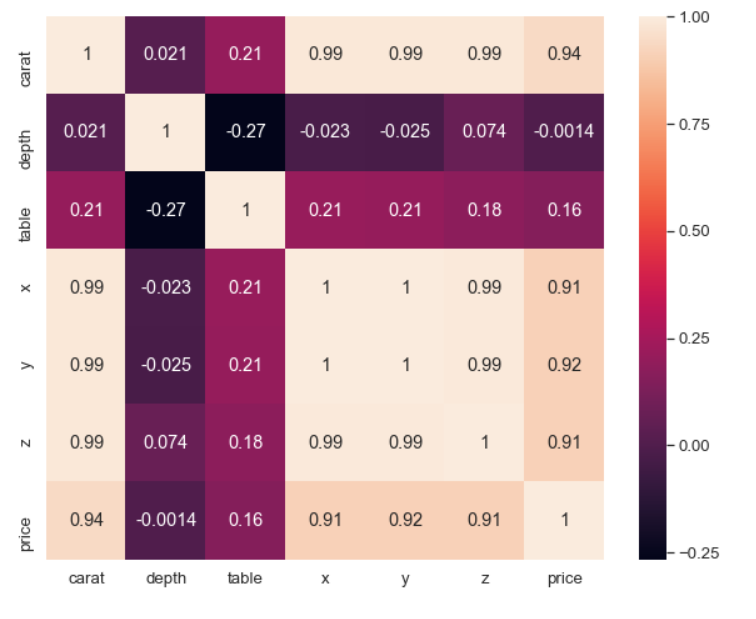 carat 1 0.021 0.21 0.99 0.99 0.99 0.94
depth 0.021 1 -0.27 -0.023 -0.025 0.074 -0.0014
table 0.21 -0.27 1 0.21 0.21 0.18 0.16
x 0.99 -0.023 0.21 1 1 0.99 0.91
y 0.99 -0.025 0.21 1 1 0.99 0.92
z 0.99 0.074 0.18 0.99 0.99 1 0.91
price 0.94 -0.0014 0.16 0.91 0.92 0.91 1
carat depth table x y z price
1.00
0.75
0.50
0.25
0.00
−0.25